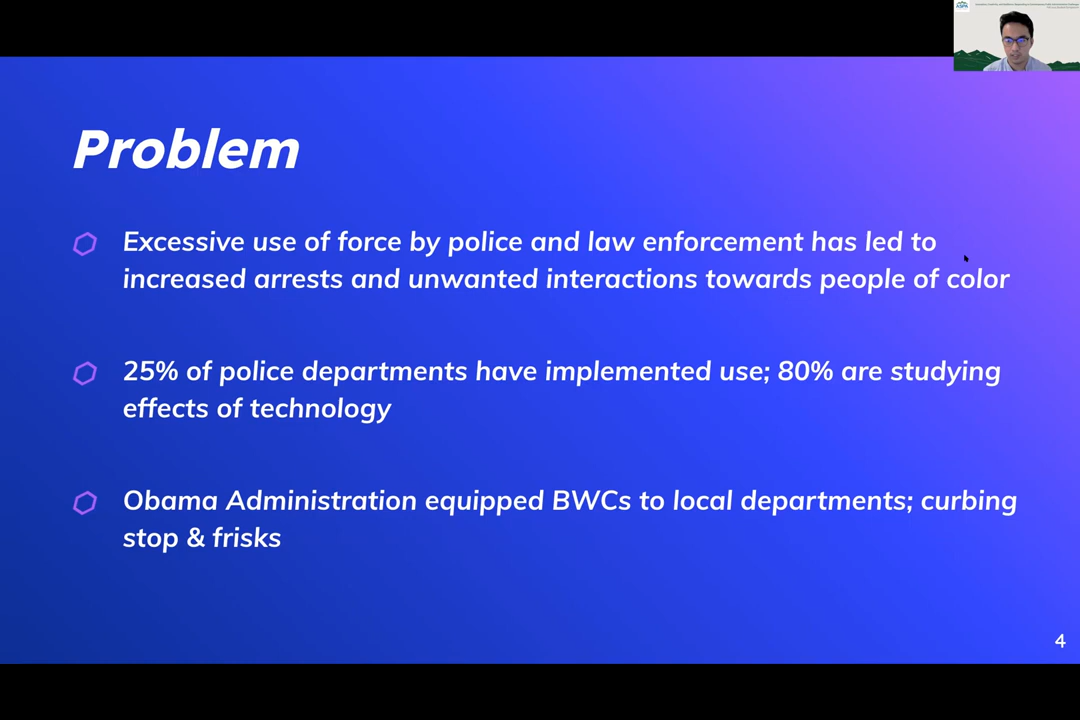 ASPA
Problem
Excessive use of force by police and law enforcement has led to
increased arrests and unwanted interactions towards people of color
25% of police departments have implemented use; 80% are studying
effects of technology
Obama Administration equipped BWCs to local departments; curbing
stop & frisks
4